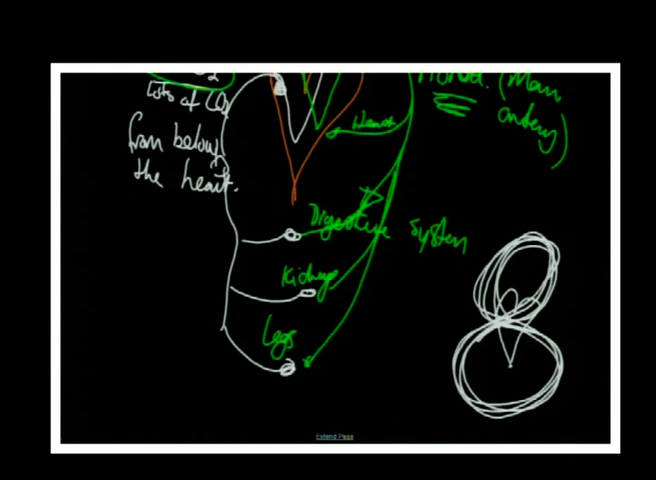 Lots of CO2
from below
the heart.
Aorta. (Main
artery)
Heart
Digestive System
Kidneys
Legs
Extend Page